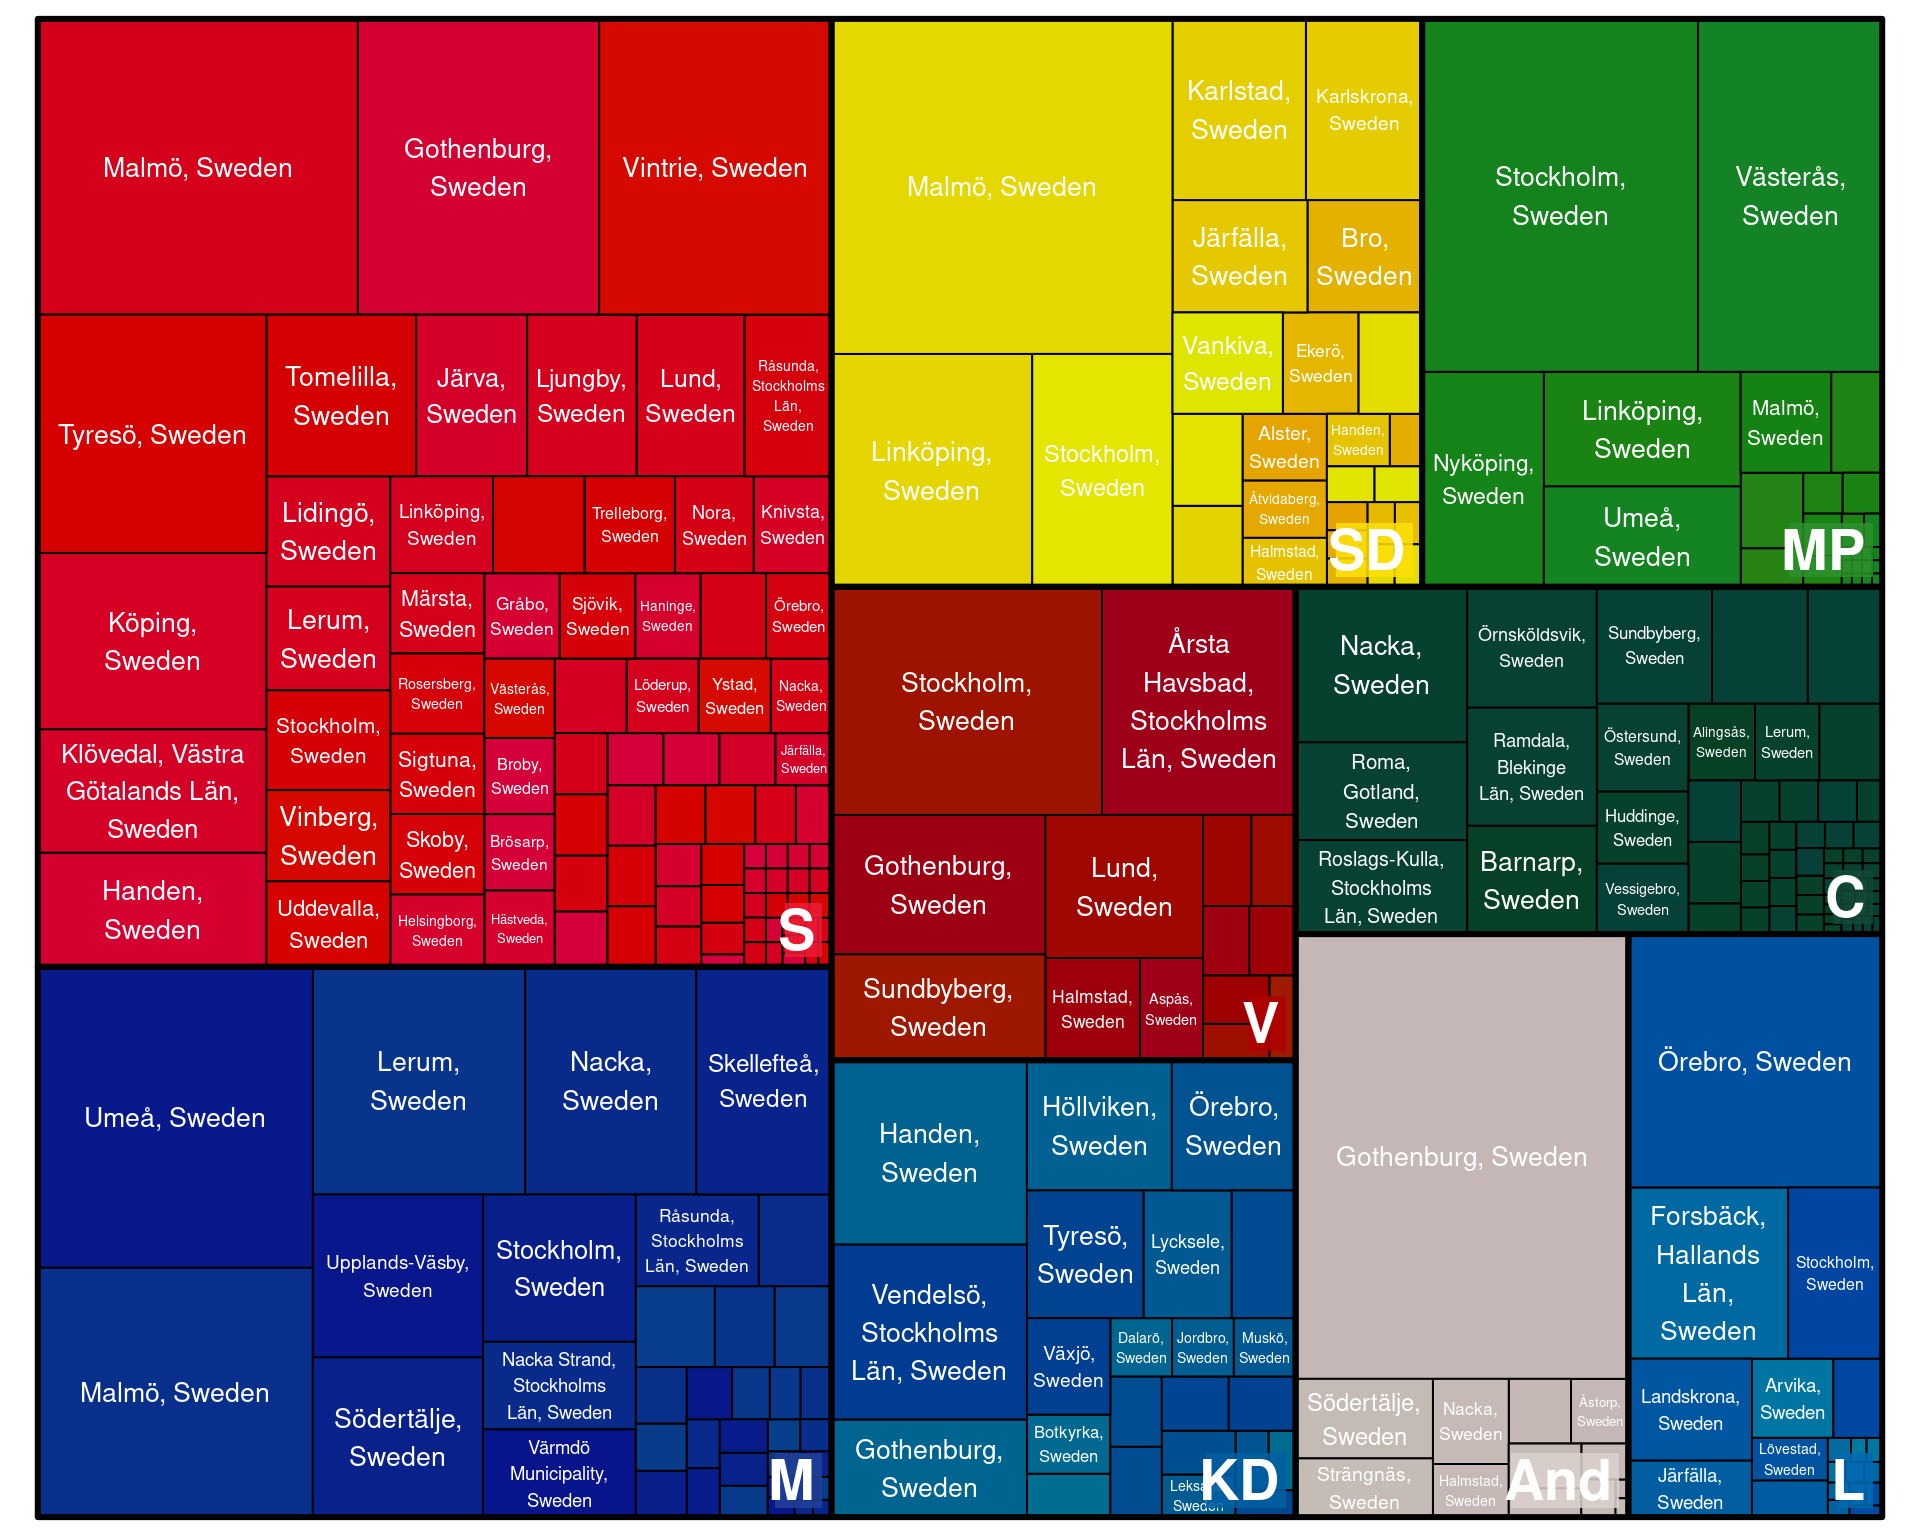 Malmö, Sweden
Gothenburg,
Sweden
Vintrie, Sweden
Tyresö, Sweden
Tomelilla,
Sweden
Järva,
Sweden
Ljungby,
Sweden
Lund,
Sweden
Råsunda,
Stockholms
Län,
Sweden
Lidingö,
Sweden
Linköping,
Sweden
Trelleborg,
Sweden
Nora,
Sweden
Knivsta,
Sweden
Köping,
Sweden
Lerum,
Sweden
Märsta,
Sweden
Gråbo,
Sweden
Sjövik,
Sweden
Haninge,
Sweden
Örebro,
Sweden
Rosersberg,
Sweden
Västerås,
Sweden
Löderup,
Sweden
Ystad,
Sweden
Nacka,
Sweden
Stockholm,
Sweden
Klövedal, Västra
Götalands Län,
Sweden
Sigtuna,
Sweden
Broby,
Sweden
Järfälla,
Sweden
Vinberg,
Sweden
Skoby,
Sweden
Brösarp,
Sweden
Handen,
Sweden
Uddevalla,
Sweden
Helsingborg,
Sweden
Hästveda,
Sweden
S
Malmö, Sweden
Karlstad,
Sweden
Karlskrona,
Sweden
Järfälla,
Sweden
Bro,
Sweden
Vankiva,
Sweden
Ekerö,
Sweden
Linköping,
Sweden
Stockholm,
Sweden
Alster,
Sweden
Handen,
Sweden
Åtvidaberg,
Sweden
Halmstad,
Sweden
SD
Stockholm,
Sweden
Västerås,
Sweden
Nyköping,
Sweden
Linköping,
Sweden
Malmö,
Sweden
Umeå,
Sweden
MP
Stockholm,
Sweden
Årsta
Havsbad,
Stockholms
Län, Sweden
Gothenburg,
Sweden
Lund,
Sweden
Sundbyberg,
Sweden
Halmstad,
Sweden
Aspås,
Sweden
V
Nacka,
Sweden
Örnsköldsvik,
Sweden
Sundbyberg,
Sweden
Roma,
Gotland,
Sweden
Ramdala,
Blekinge
Län, Sweden
Östersund,
Sweden
Alingsås,
Sweden
Lerum,
Sweden
Roslags-Kulla,
Stockholms
Län, Sweden
Barnarp,
Sweden
Huddinge,
Sweden
Vessigebro,
Sweden
C
Umeå, Sweden
Lerum,
Sweden
Nacka,
Sweden
Skellefteå,
Sweden
Malmö, Sweden
Upplands-Väsby,
Sweden
Stockholm,
Sweden
Råsunda,
Stockholms
Län, Sweden
Södertälje,
Sweden
Nacka Strand,
Stockholms
Län, Sweden
Värmdö
Municipality,
Sweden
M
Handen,
Sweden
Höllviken,
Sweden
Örebro,
Sweden
Vendelsö,
Stockholms
Län, Sweden
Tyresö,
Sweden
Lycksele,
Sweden
Växjö,
Sweden
Dalarö,
Sweden
Jordbro,
Sweden
Muskö,
Sweden
Gothenburg,
Sweden
Botkyrka,
Sweden
Sweden
KD
Gothenburg, Sweden
Södertälje,
Sweden
Nacka,
Sweden
Åstorp,
Sweden
Strängnäs,
Sweden
Halmstad,
Sweden
And
Örebro, Sweden
Forsbäck,
Hallands
Län,
Sweden
Stockholm,
Sweden
Landskrona,
Sweden
Arvika,
Sweden
Lövestad,
Sweden
Järfälla,
Sweden
L